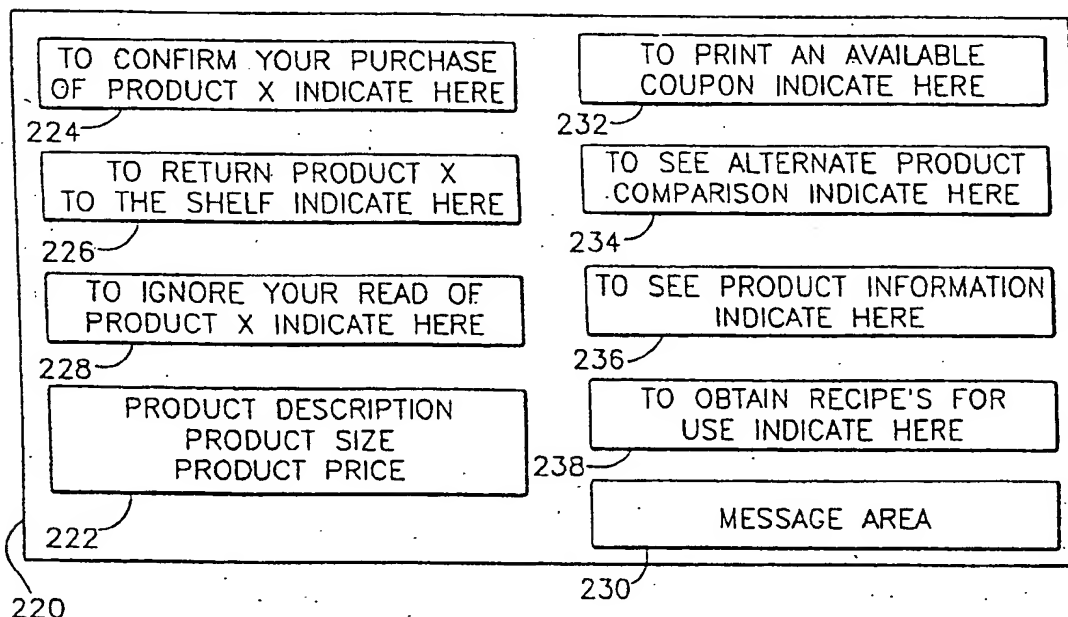 TO CONFIRM YOUR PURCHASE
OF PRODUCT X INDICATE HERE
224
TO RETURN PRODUCT X
TO THE SHELF INDICATE HERE
226
TO IGNORE YOUR READ OF
PRODUCT X INDICATE HERE
228
PRODUCT DESCRIPTION
PRODUCT SIZE
PRODUCT PRICE
222
220
TO PRINT AN AVAILABLE
COUPON INDICATE HERE
232
TO SEE ALTERNATE PRODUCT
COMPARISON INDICATE HERE
234
TO SEE PRODUCT INFORMATION
INDICATE HERE
236
TO OBTAIN RECIPE'S FOR
USE INDICATE HERE
238
MESSAGE AREA
230